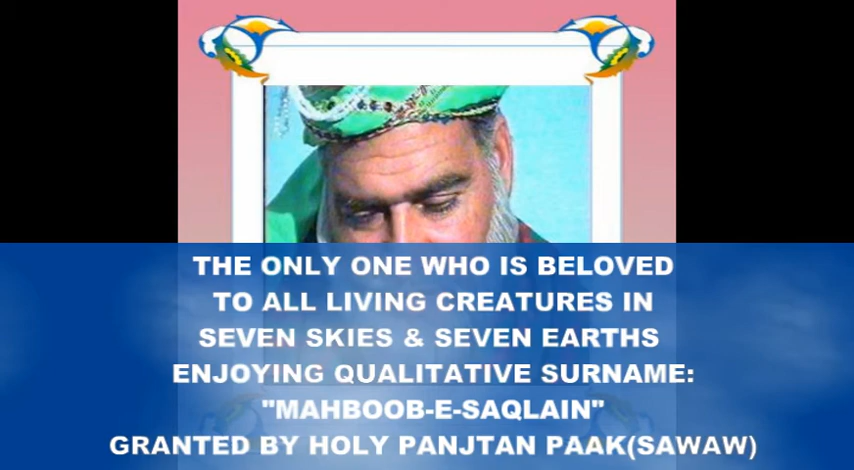 THE ONLY ONE WHO IS BELOVED
TO ALL LIVING CREATURES IN
SEVEN SKIES & SEVEN EARTHS
ENJOYING QUALITATIVE SURNAME:
"MAHBOOB-E-SAQLAIN"
GRANTED BY HOLY PANJTAN PAAK(SAWAW)